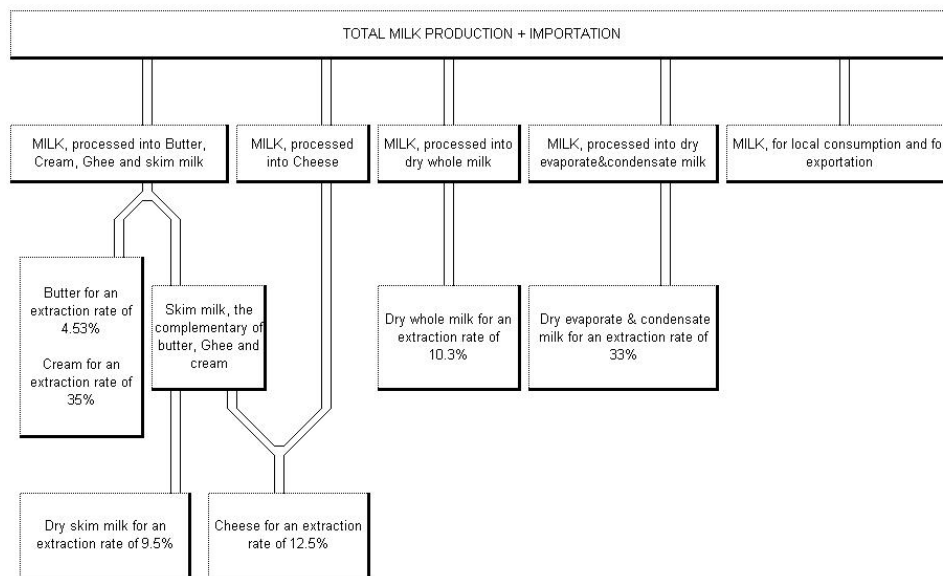 TOTAL MILK PRODUCTION + IMPORTATION
MILK, processed into Butter,
Cream, Ghee and skim milk
MILK, processed
into Cheese
MILK, processed into
dry whole milk
MILK, processed into dry
evaporate&condensate milk
MILK, for local consumption and fo
exportation
Butter for an
extraction rate of
4.53%
Cream for an
extraction rate of
35%
Skim milk, the
complementary of
butter, Ghee and
cream
Dry whole milk for an
extraction rate of
10.3%
Dry evaporate & condensate
milk for an extraction rate of
33%
Dry skim milk for an
extraction rate of 9.5%
Cheese for an extraction
rate of 12.5%